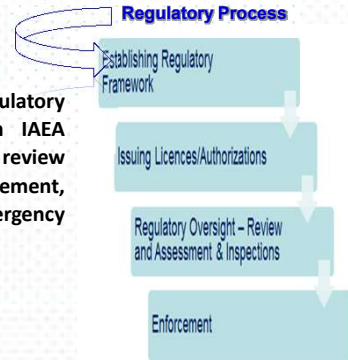 Regulatory Process
ulatory
IAEA
review
ement,
ergency
Establishing Regulatory
Framework
Issuing Licences/Authorizations
Regulatory Oversight – Review
and Assessment & Inspections
Enforcement